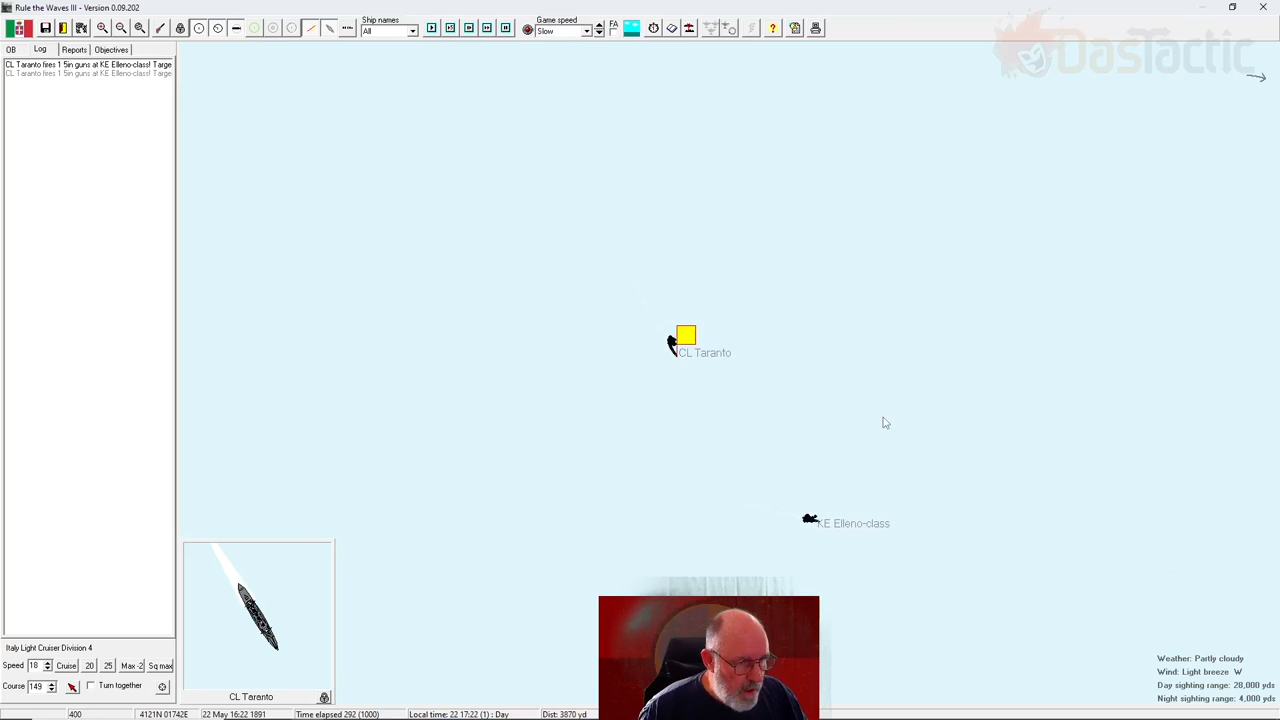 Rule the Waves III - Version 0.09.202
Ship names
All
Game speed
Slow
FA
DasTactic
OB Log Reports Objectives
CL Taranto fires 1 5in guns at KE Elleno-class! Targe
CL Taranto fires 1 5in guns at KE Elleno-class! Targe
CL Taranto
KE Elleno-class
Italy Light Cruiser Division 4
Speed 18 Cruise 20 25 Max -2 Sq max
Course 149 Turn together
CL Taranto
Weather: Partly cloudy
Wind: Light breeze W
Day sighting range: 28,000 yds
Night sighting range: 4,000 yds
400 4121N 01742E 22 May 16:22 1891 Time elapsed 292 (1000) Local time: 22 17:22 (1) : Day Dist: 3870 yd